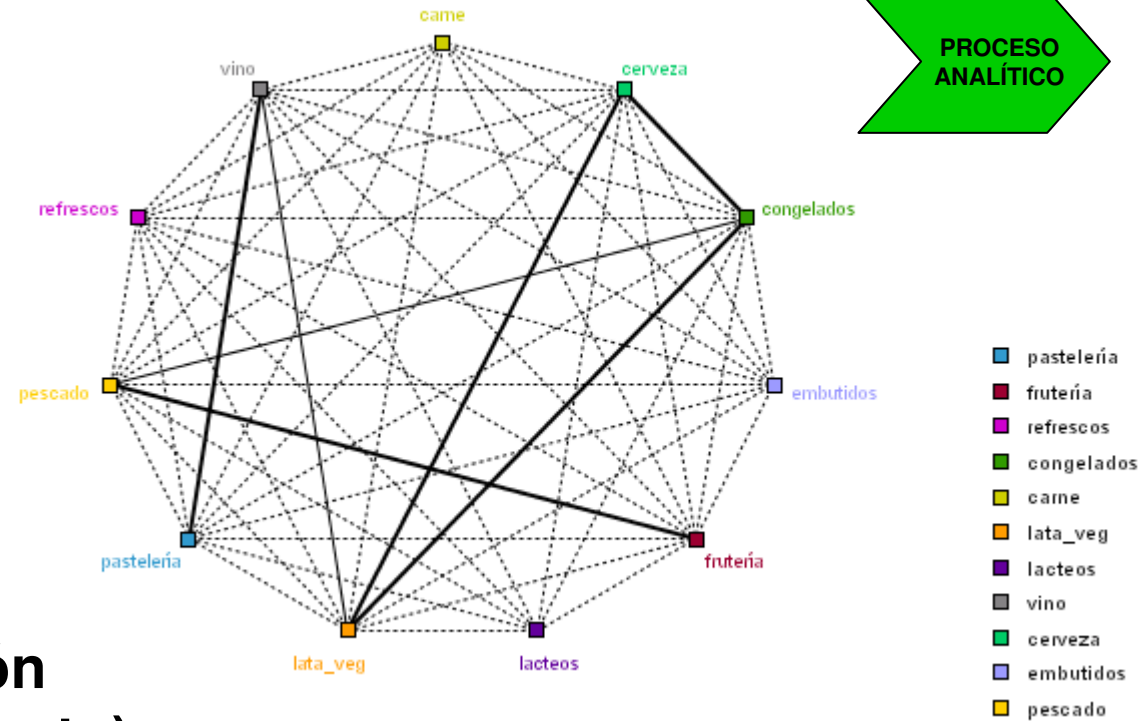 carne
PROCESO
ANALÍTICO
vino
cerveza
refrescos
congelados
pescado
embutidos
pastelería
frutería
lata_veg
lacteos
pastelería
frutería
refrescos
congelados
carne
lata_veg
lacteos
vino
cerveza
embutidos
pescado
ón